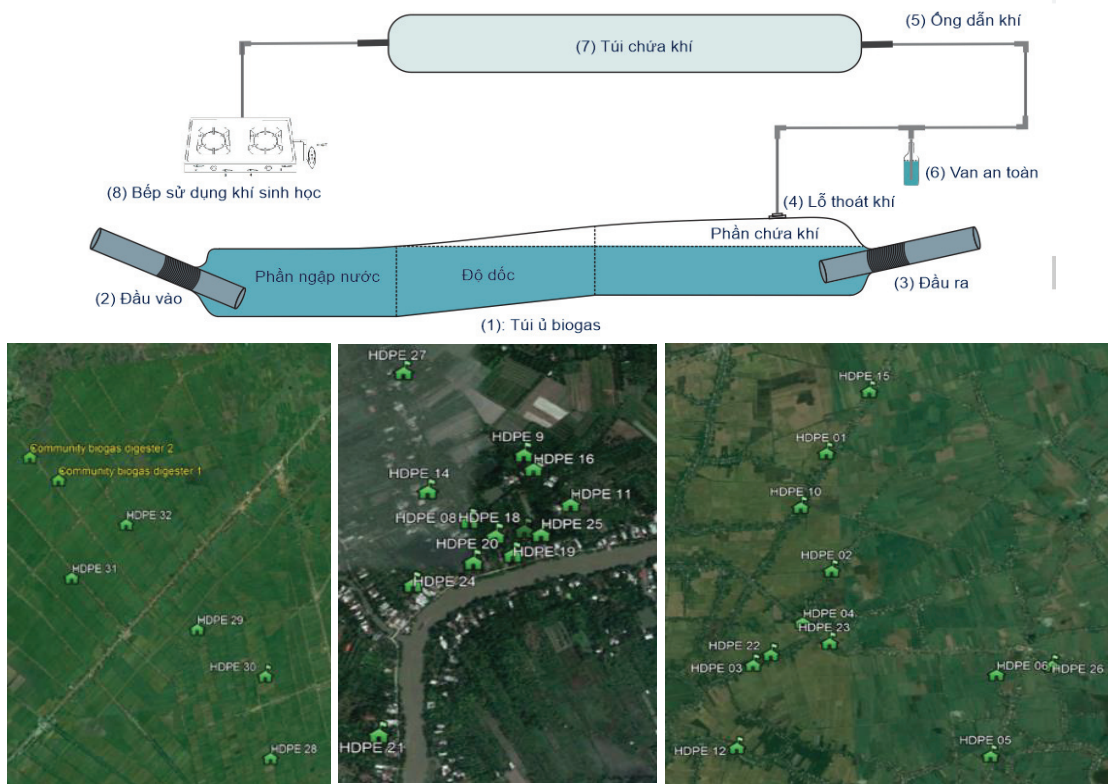 (5) Ống dẫn khí
(7) Túi chứa khí
(6) Van an toàn
(8) Bếp sử dụng khí sinh học
(4) Lỗ thoát khí
Phần chứa khí
Phần ngập nước
Độ dốc
(2) Đầu vào
(3) Đầu ra
(1): Túi ủ biogas
Community biogas digester 2
Community biogas digester 1
HDPE 32
HDPE 31
HDPE 29
HDPE 30
HDPE 28
HDPE 27
HDPE 9
HDPE 16
HDPE 14
HDPE 11
HDPE 08
HDPE 18
HDPE 25
HDPE 20
HDPE 19
HDPE 24
HDPE 21
HDPE 15
HDPE 01
HDPE 10
HDPE 02
HDPE 04
HDPE 23
HDPE 22
HDPE 03
HDPE 06
HDPE 26
HDPE 12
HDPE 05